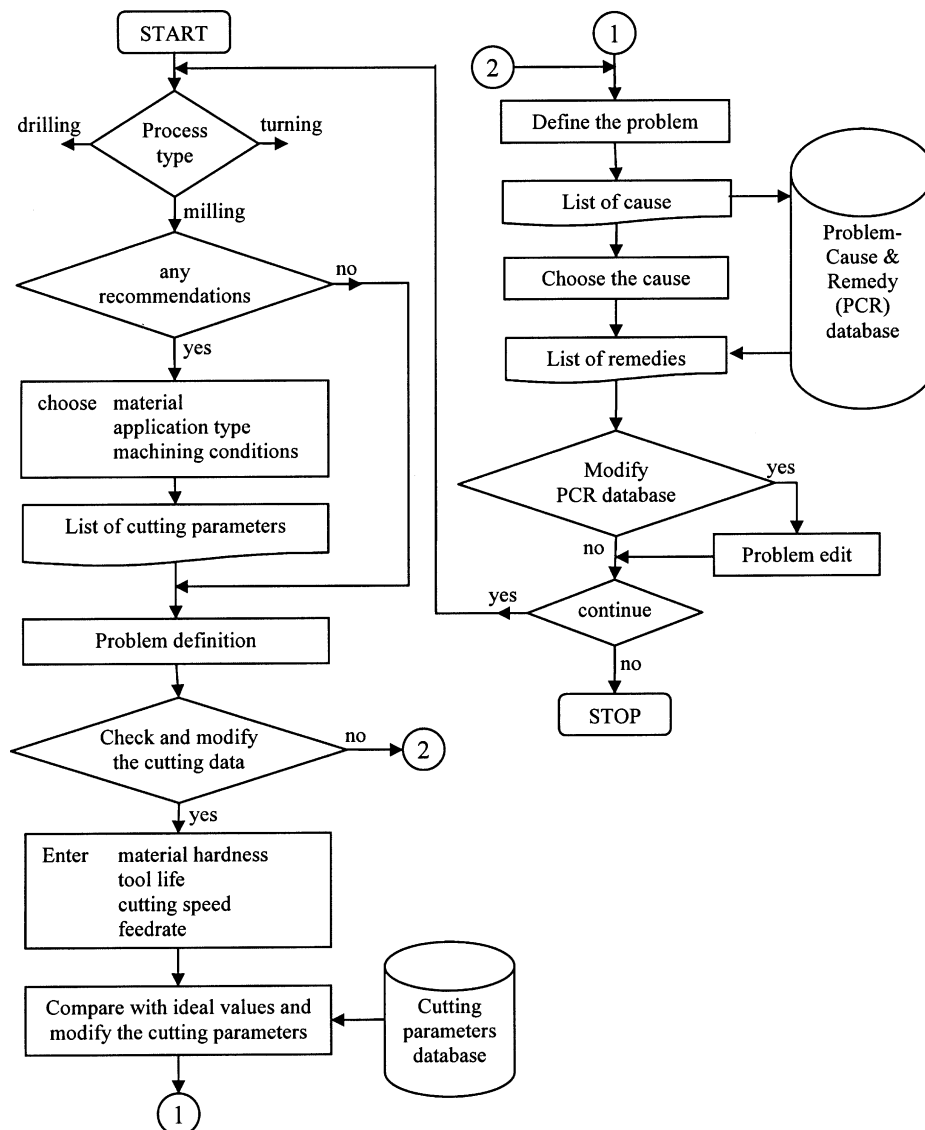 START
drilling
Process
type
turning
milling
any
recommendations
no
yes
choose material
application type
machining conditions
List of cutting parameters
Problem definition
Check and modify
the cutting data
no
2
yes
Enter material hardness
tool life
cutting speed
feedrate
Compare with ideal values and
modify the cutting parameters
Cutting
parameters
database
1
1
2
Define the problem
List of cause
Choose the cause
List of remedies
Problem-
Cause &
Remedy
(PCR)
database
Modify
PCR database
yes
no
Problem edit
yes
continue
no
STOP